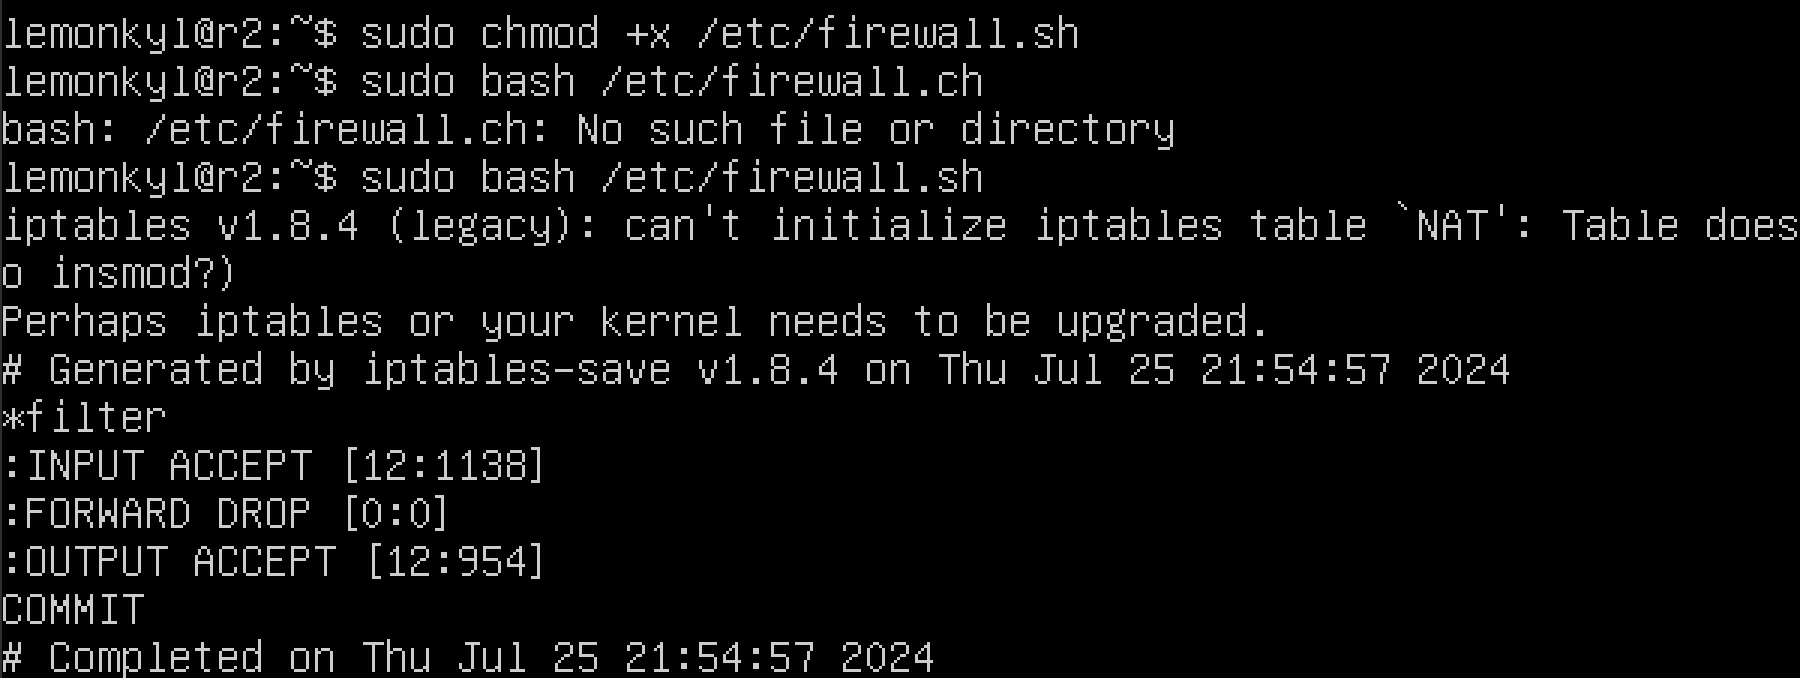 lemonkyl@r2:~$ sudo chmod +x /etc/firewall.sh
lemonkyl@r2:~$ sudo bash /etc/firewall.ch
bash: /etc/firewall.ch: No such file or directory
lemonkyl@r2:~$ sudo bash /etc/firewall.sh
iptables v1.8.4 (legacy): can't initialize iptables table `NAT': Table does
o insmod?)
Perhaps iptables or your kernel needs to be upgraded.
# Generated by iptables-save v1.8.4 on Thu Jul 25 21:54:57 2024
*filter
:INPUT ACCEPT [12:1138]
:FORWARD DROP [0:0]
:OUTPUT ACCEPT [12:954]
COMMIT
# Completed on Thu Jul 25 21:54:57 2024